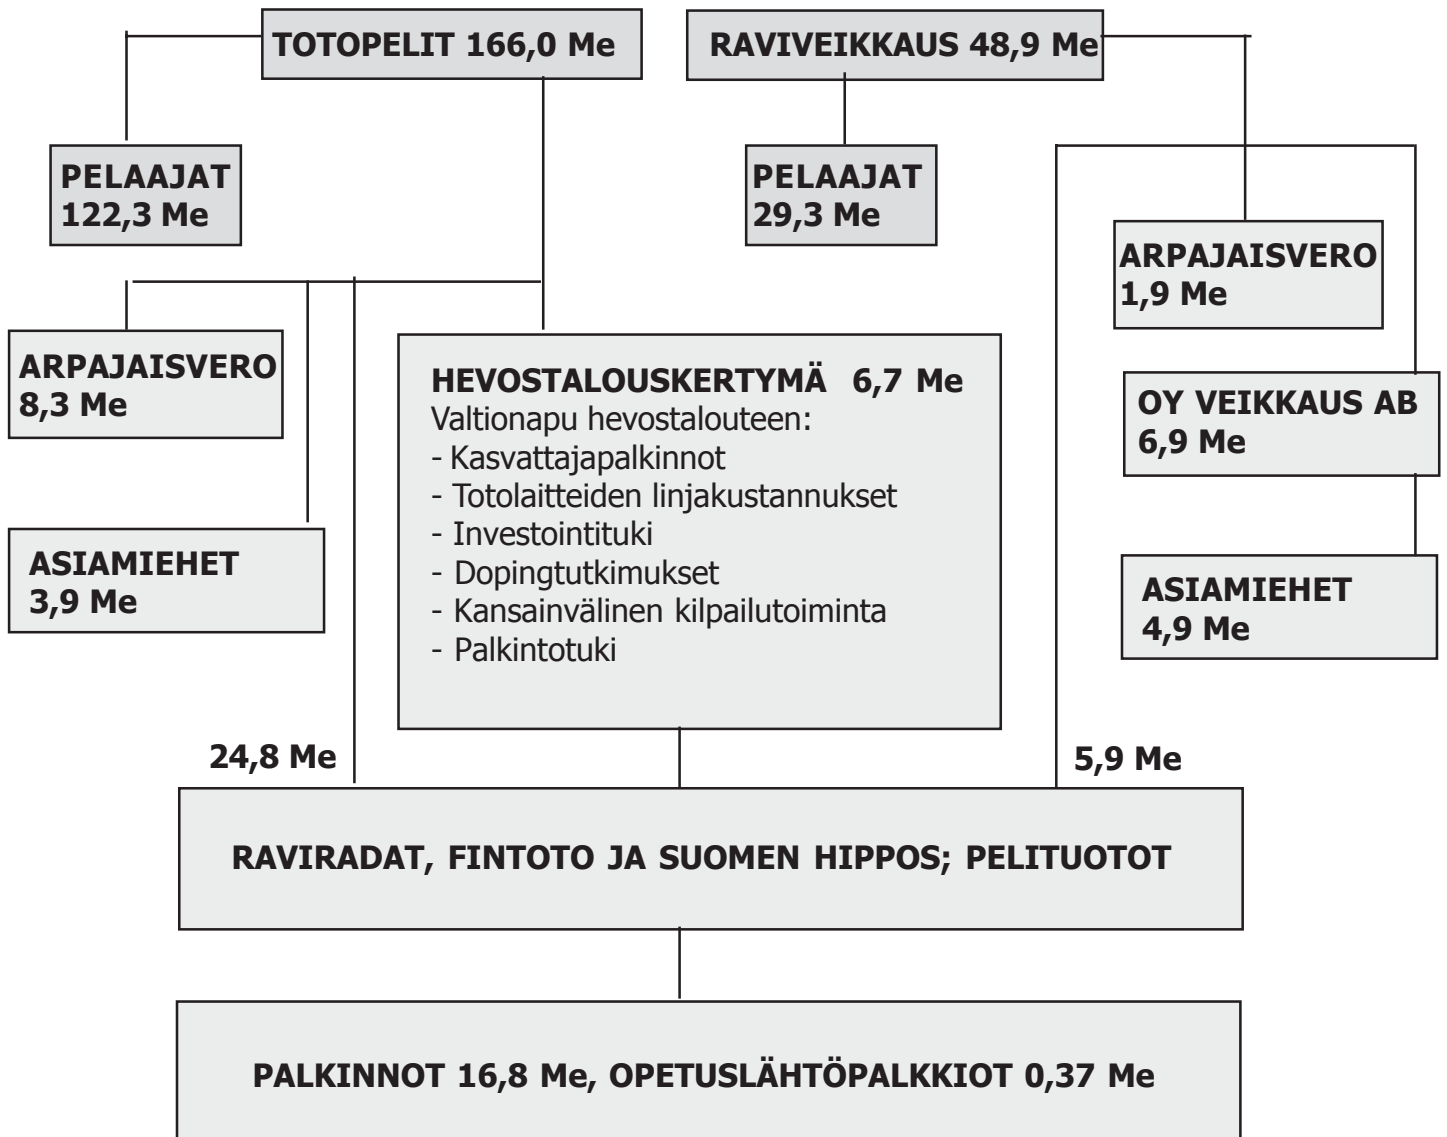 TOTOPELIT 166,0 Me
RAVIVEIKKAUS 48,9 Me
PELAAJAT
122,3 Me
PELAAJAT
29,3 Me
ARPAJAISVERO
1,9 Me
ARPAJAISVERO
8,3 Me
HEVOSTALOUSKERTYMÄ 6,7 Me
Valtionapu hevostalouteen:
- Kasvattajapalkinnot
- Totolaitteiden linjakustannukset
- Investointituki
- Dopingtutkimukset
- Kansainvälinen kilpailutoiminta
- Palkintotuki
OY VEIKKAUS AB
6,9 Me
ASIAMIEHET
3,9 Me
ASIAMIEHET
4,9 Me
24,8 Me
5,9 Me
RAVIRADAT, FINTOTO JA SUOMEN HIPPOS; PELITUOTOT
PALKINNOT 16,8 Me, OPETUSLÄHTÖPALKKIOT 0,37 Me